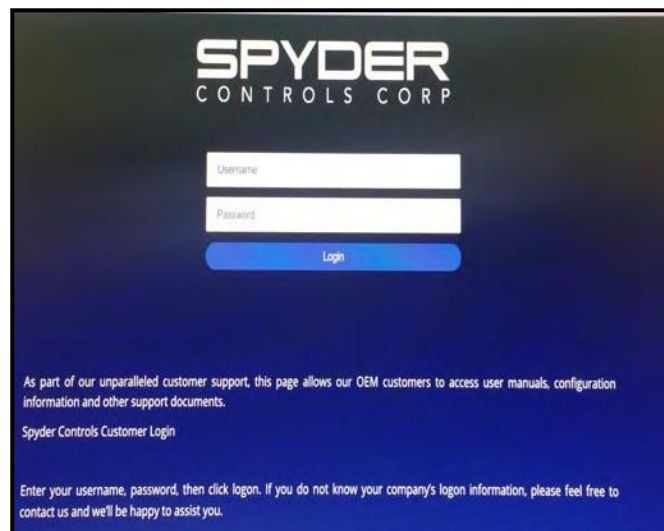 SPYDER
CONTROLS CORP
Username
Password
Login
As part of our unparalleled customer support, this page allows our OEM customers to access user manuals, configuration
information and other support documents.
Spyder Controls Customer Login
Enter your username, password, then click logon. If you do not know your company's logon information, please feel free to
contact us and we'll be happy to assist you.